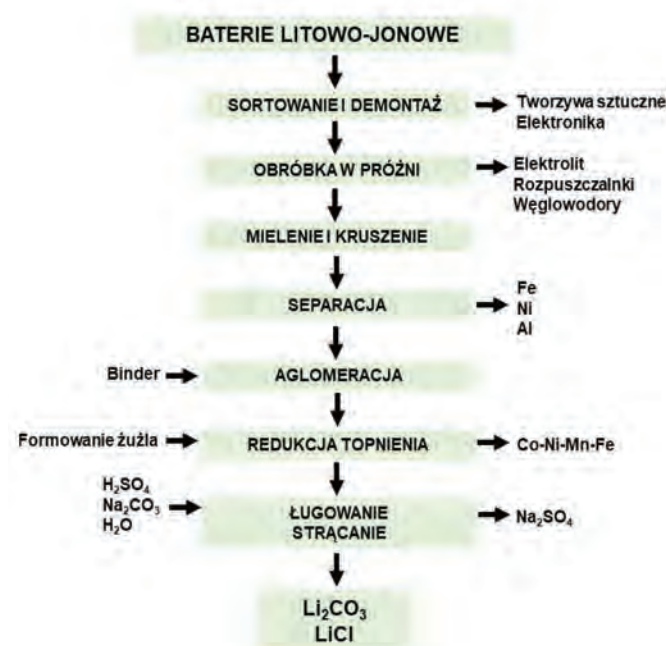 BATERIE LITOWO-JONOWE
SORTOWANIE I DEMONTAŻ
Tworzywa sztuczne
Elektronika
OBRÓBKA W PRÓŻNI
Elektrolit
Rozpuszczalnki
Węglowodory
MIELENIE I KRUSZENIE
SEPARACJA
Fe
Ni
Al
Binder
AGLOMERACJA
Formowanie żużla
REDUKCJA TOPNIENIA
Co-Ni-Mn-Fe
H₂SO₄
Na₂CO₃
H₂O
ŁUGOWANIE
STRĄCANIE
Na₂SO₄
Li₂CO₃
LiCl